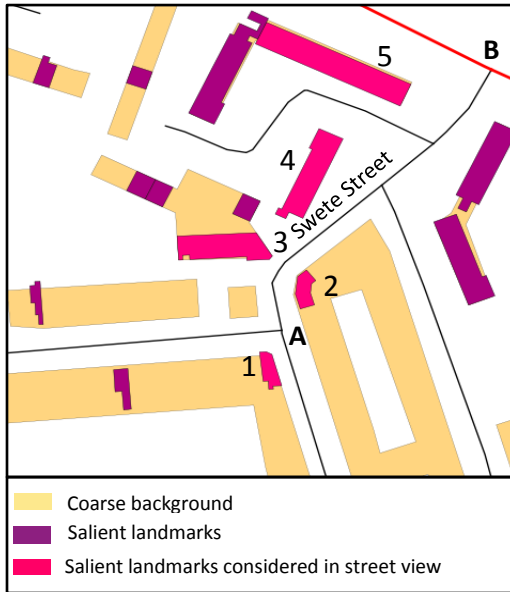 5
B
4
Swete Street
3
2
A
1
Coarse background
Salient landmarks
Salient landmarks considered in street view